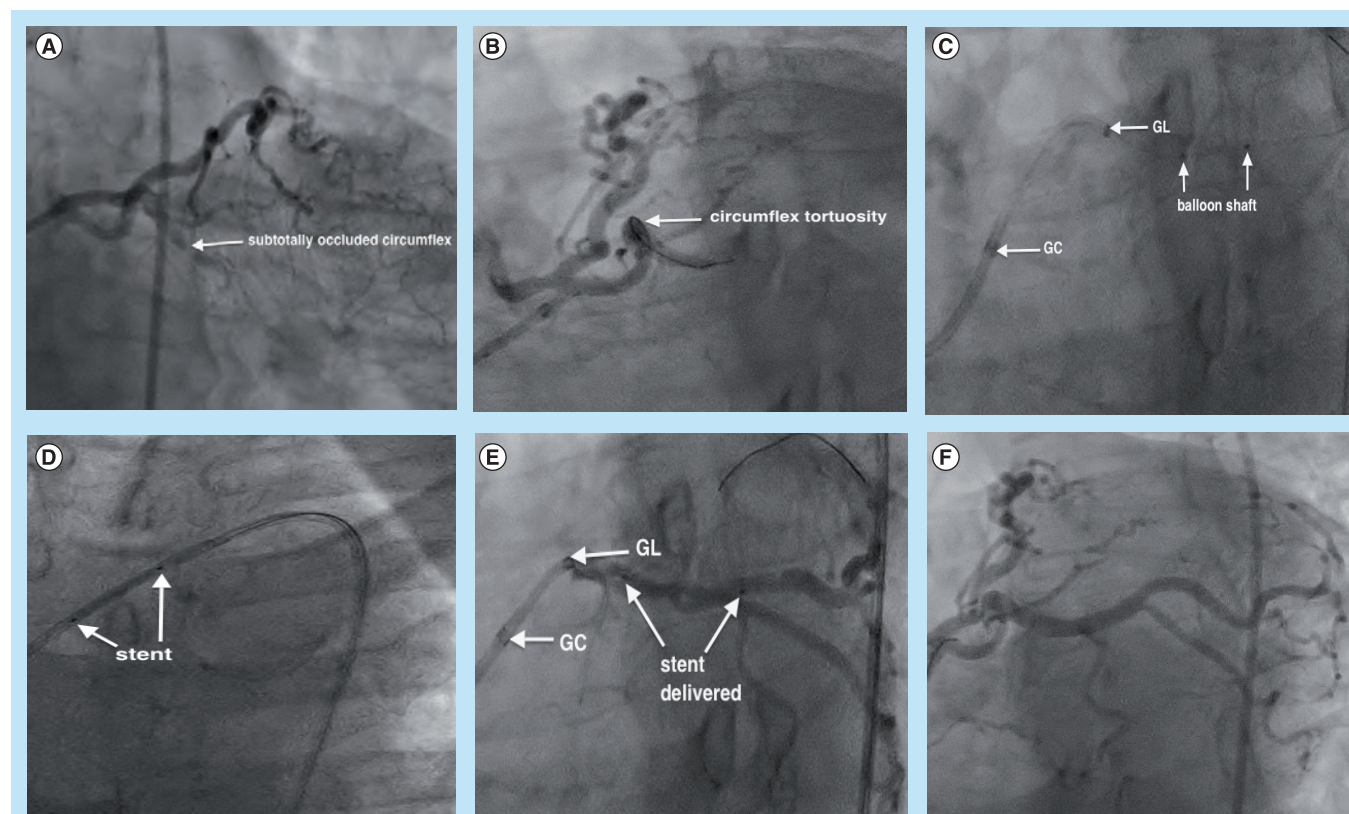 A
subtotally occluded circumflex
B
circumflex tortuosity
C
GL
balloon shaft
GC
D
stent
E
GL
GC
stent
delivered
F